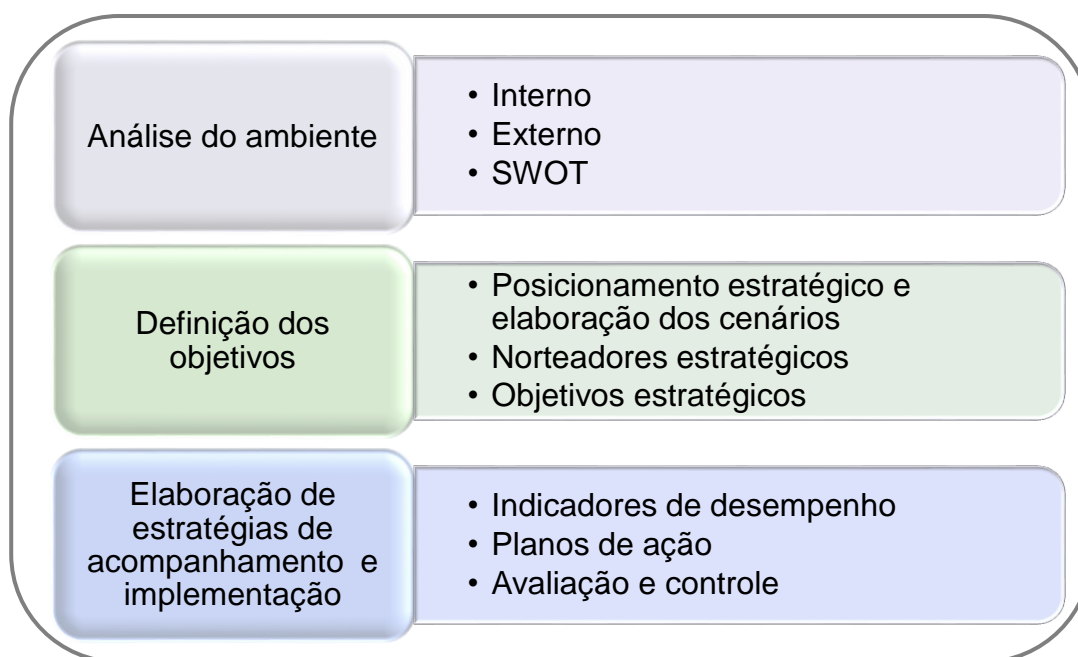 Análise do ambiente
• Interno
• Externo
• SWOT
Definição dos
objetivos
• Posicionamento estratégico e
elaboração dos cenários
• Norteadores estratégicos
• Objetivos estratégicos
Elaboração de
estratégias de
acompanhamento e
implementação
• Indicadores de desempenho
• Planos de ação
• Avaliação e controle